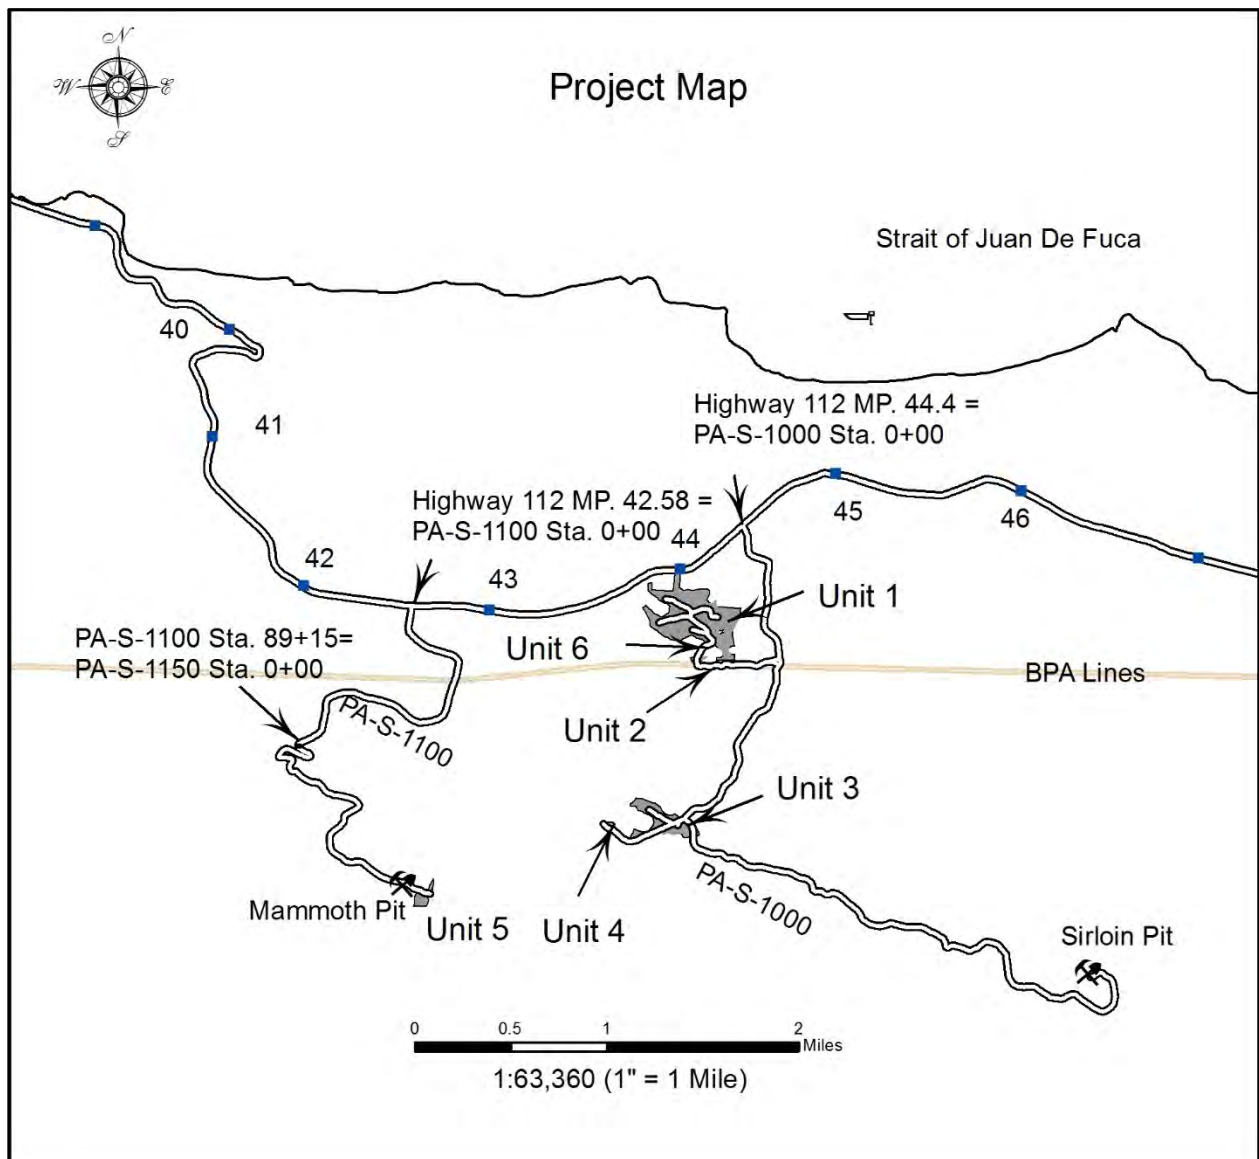 N
W E
S
Project Map
Strait of Juan De Fuca
40
41
Highway 112 MP. 44.4 =
PA-S-1000 Sta. 0+00
Highway 112 MP. 42.58 =
PA-S-1100 Sta. 0+00
45
46
44
42
43
Unit 1
PA-S-1100 Sta. 89+15=
PA-S-1150 Sta. 0+00
Unit 6
BPA Lines
PA-S-1100
Unit 2
Unit 3
PA-S-1000
Mammoth Pit
Unit 5
Unit 4
Sirloin Pit
0 0.5 1 2
Miles
1:63,360 (1" = 1 Mile)